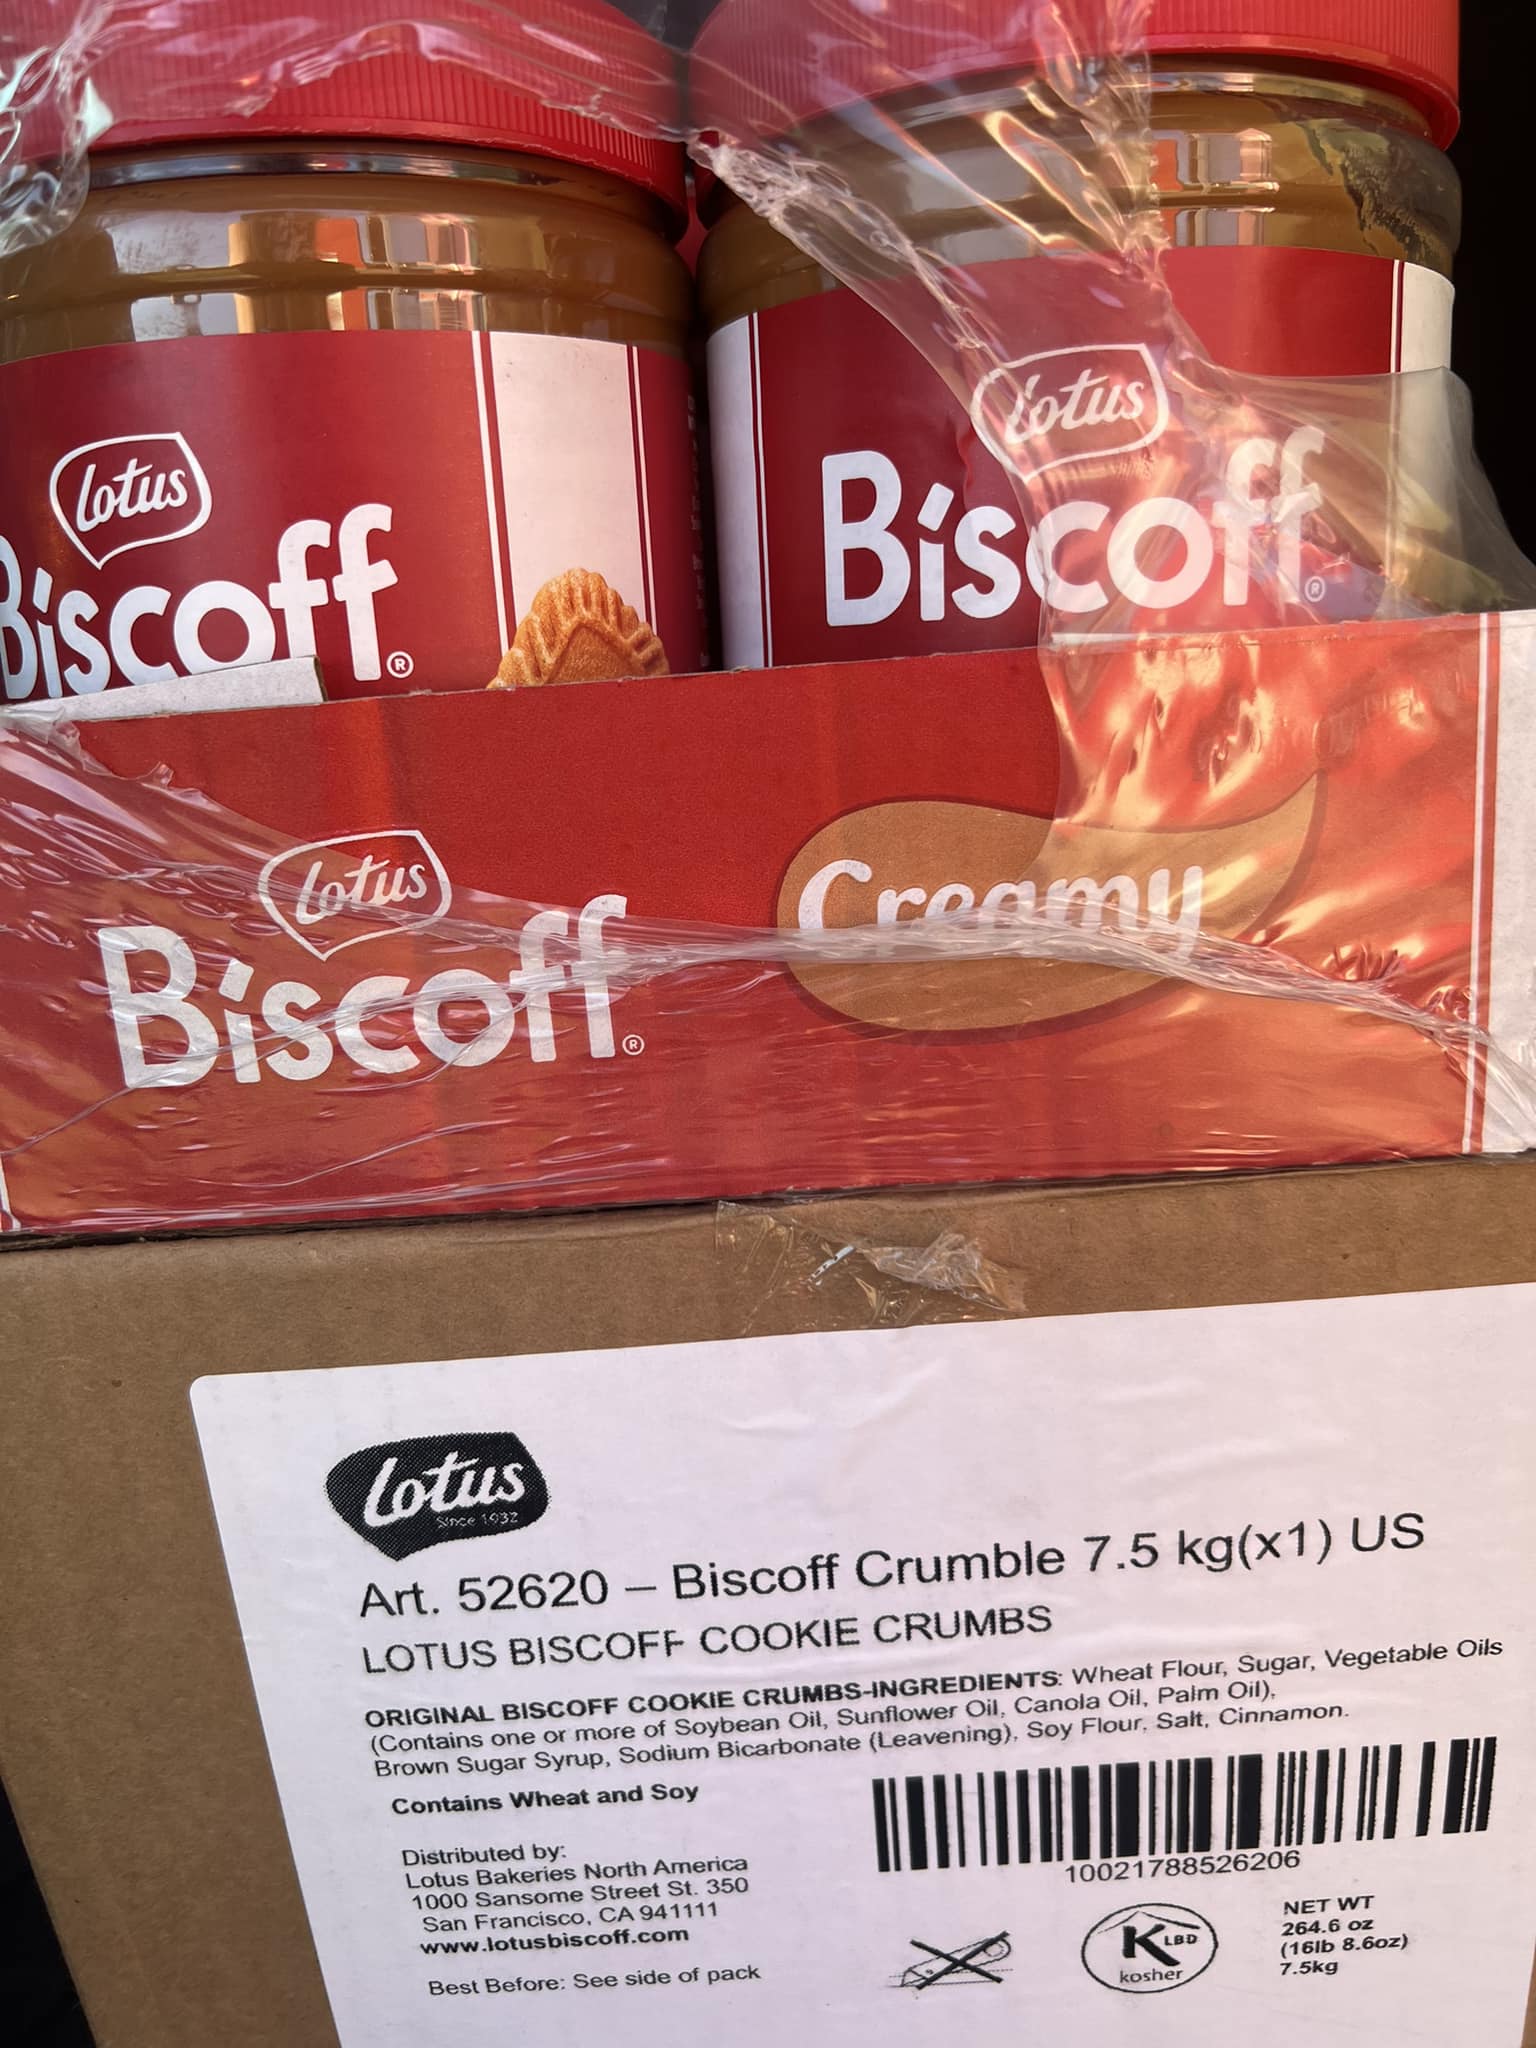 Lotus
Biscoff®
Lotus
Biscoff®
Lotus
Biscoff®
Creamy
Lotus
Since 1932
Art. 52620 – Biscoff Crumble 7.5 kg(x1) US
LOTUS BISCOFF COOKIE CRUMBS
ORIGINAL BISCOFF COOKIE CRUMBS-INGREDIENTS: Wheat Flour, Sugar, Vegetable Oils
(Contains one or more of Soybean Oil, Sunflower Oil, Canola Oil, Palm Oil),
Brown Sugar Syrup, Sodium Bicarbonate (Leavening), Soy Flour, Salt, Cinnamon.
Contains Wheat and Soy
Distributed by:
Lotus Bakeries North America
1000 Sansome Street St. 350
San Francisco, CA 941111
www.lotusbiscoff.com
Best Before: See side of pack
10021788526206
K LBD
kosher
NET WT
264.6 oz
(16lb 8.6oz)
7.5kg